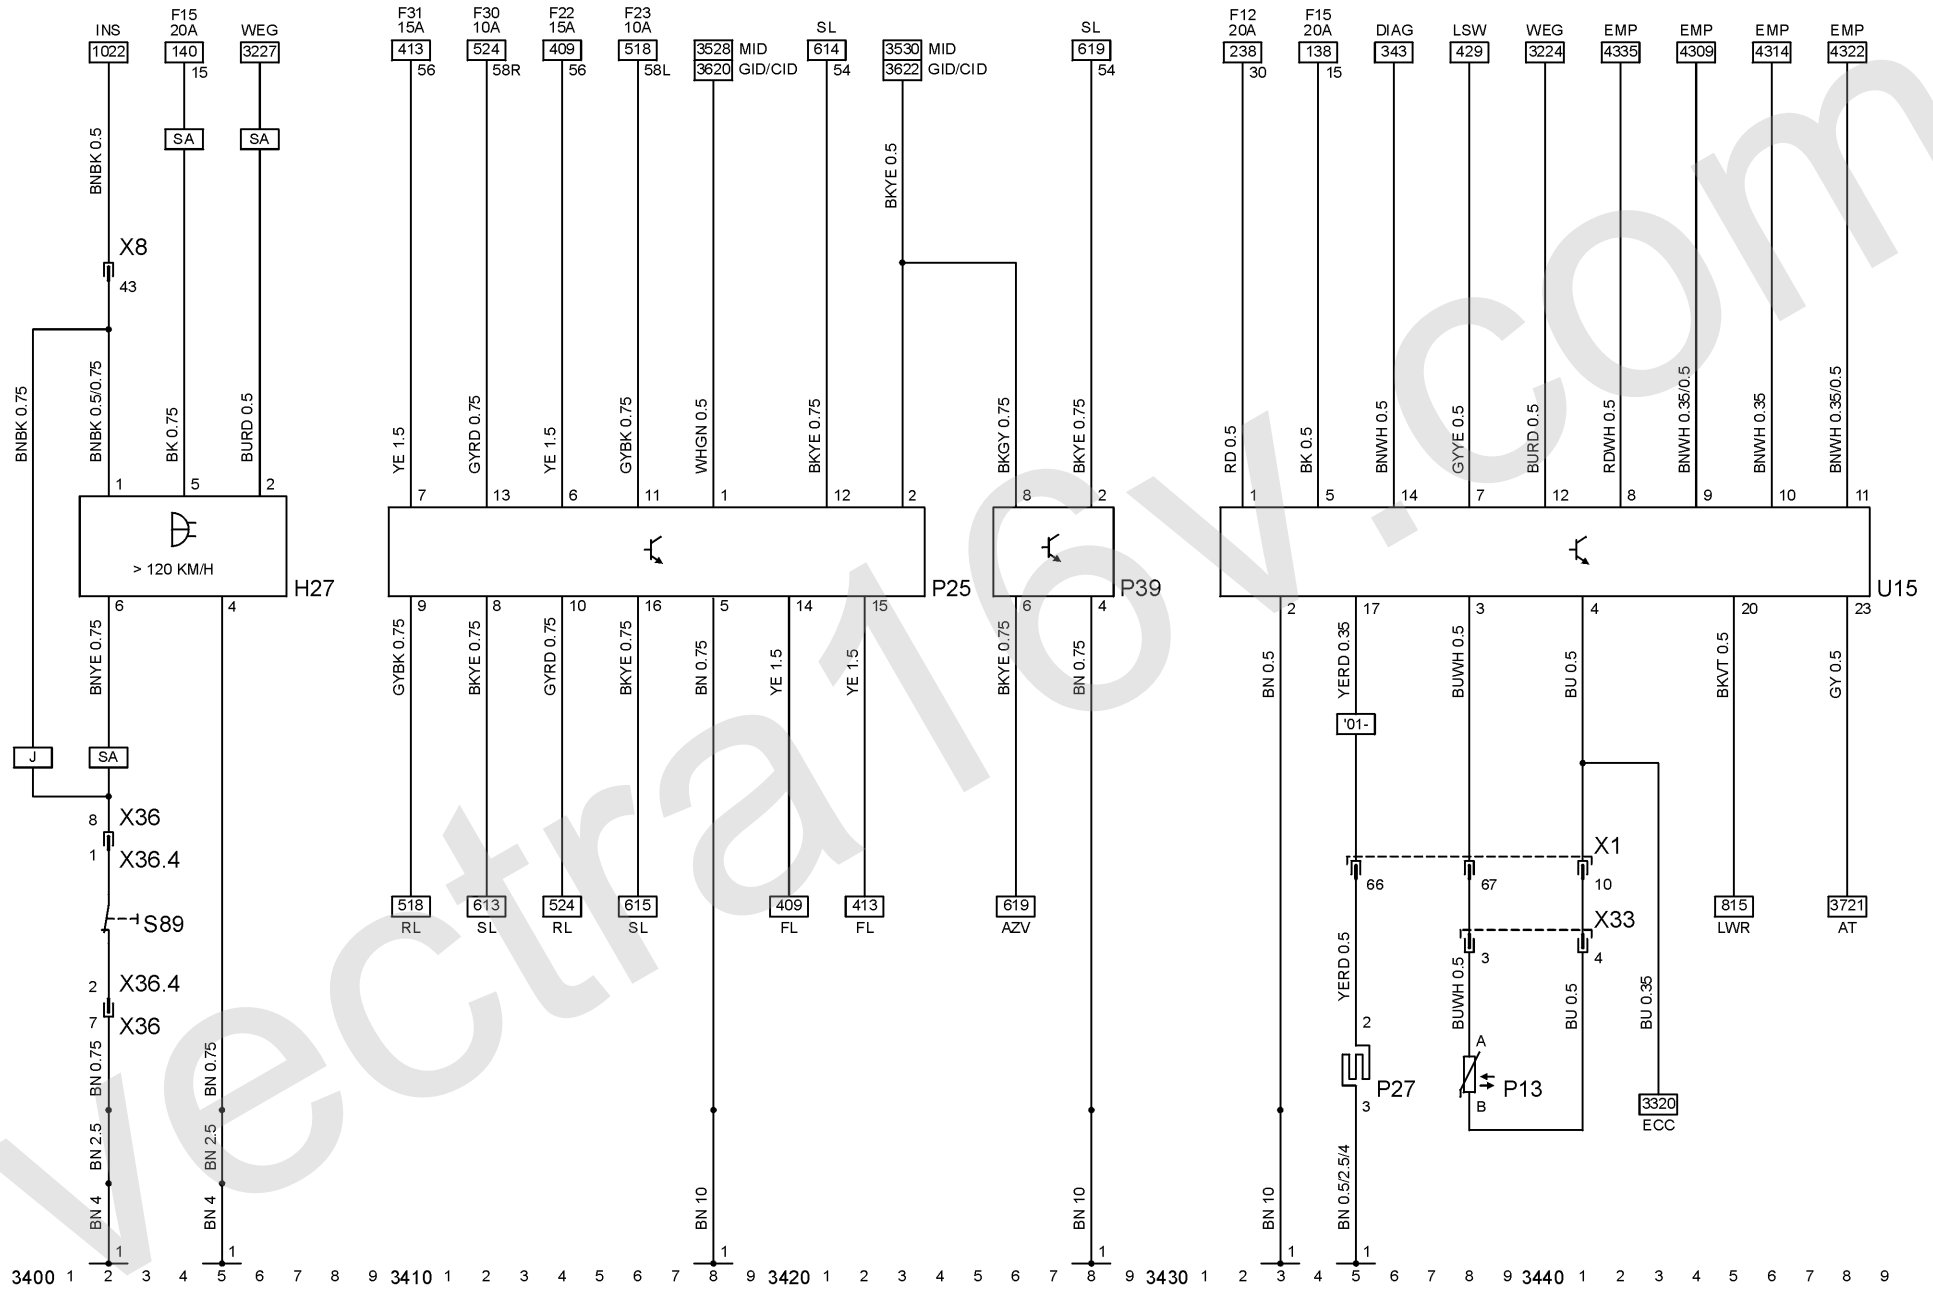 INS
F15
20A
WEG
F31
15A
F30
10A
F22
15A
F23
10A
SL
SL
F12
20A
F15
20A
DIAG
LSW
WEG
EMP
EMP
EMP
EMP
1022
140
3227
413
524
409
518
3528 MID
3620 GID/CID
614
3530 MID
3622 GID/CID
619
238
138
343
429
3224
4335
4309
4314
4322
15
56
58R
56
58L
54
54
30
15
SA
SA
BNBK 0.5
BKYE 0.5
X8
43
BNBK 0.75
BNBK 0.5/0.75
BK 0.75
BURD 0.5
YE 1.5
GYRD 0.75
YE 1.5
GYBK 0.75
WHGN 0.5
BKYE 0.75
BKGY 0.75
BKYE 0.75
RD 0.5
BK 0.5
BNWH 0.5
GYYE 0.5
BURD 0.5
RDWH 0.5
BNWH 0.35/0.5
BNWH 0.35
BNWH 0.35/0.5
1
5
2
7
13
6
11
1
12
2
8
2
1
5
14
7
12
8
9
10
11
> 120 KM/H
H27
P25
P39
U15
6
4
9
8
10
16
5
14
15
6
4
2
17
3
4
20
23
BNYE 0.75
GYBK 0.75
BKYE 0.75
GYRD 0.75
BKYE 0.75
BN 0.75
YE 1.5
YE 1.5
BKYE 0.75
BN 0.75
BN 0.5
YERD 0.35
BUWH 0.5
BU 0.5
BKVT 0.5
GY 0.5
'01-
J
SA
8
X36
1
X36.4
X1
66
67
10
518
RL
613
SL
524
RL
615
SL
409
FL
413
FL
619
AZV
815
LWR
3721
AT
S89
X33
3
4
2
X36.4
7
X36
YERD 0.5
BUWH 0.5
BU 0.5
BU 0.35
2
A
P27
P13
3
B
3320
ECC
BN 0.75
BN 0.75
BN 2.5
BN 2.5
BN 4
BN 4
BN 10
BN 10
BN 10
BN 0.5/2.5/4
1
1
1
1
1
1
3400 1 2 3 4 5 6 7 8 9 3410 1 2 3 4 5 6 7 8 9 3420 1 2 3 4 5 6 7 8 9 3430 1 2 3 4 5 6 7 8 9 3440 1 2 3 4 5 6 7 8 9
vectra16v.com